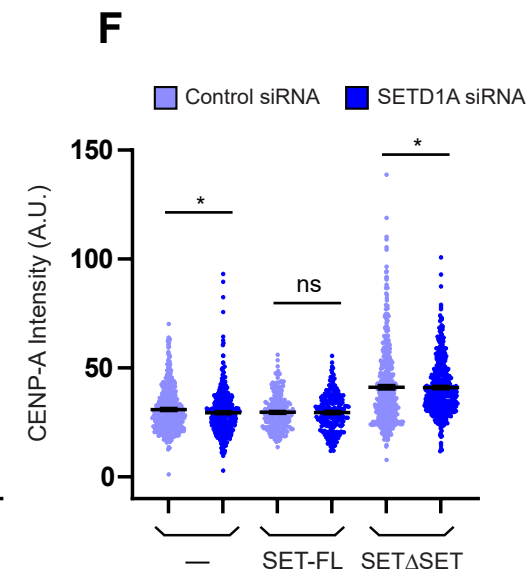 F
Control siRNA SETD1A siRNA
CENP-A Intensity (A.U.)
150
100
50
0
*
ns
*
— SET-FL SETΔSET